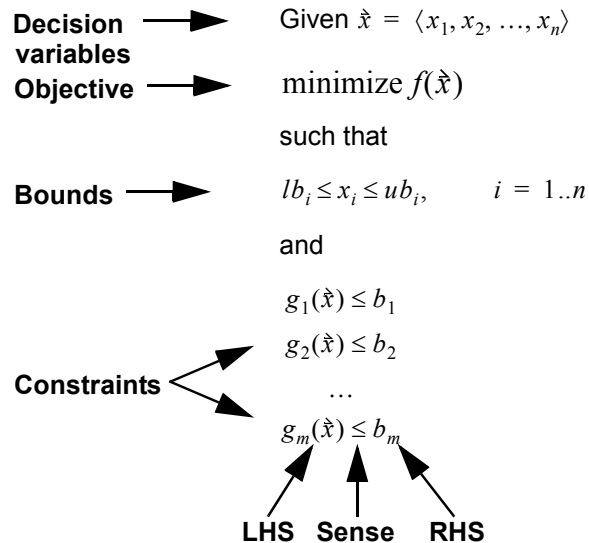 Decision variables Given x⃗ = ⟨x₁, x₂, …, xₙ⟩
Objective minimize f(x⃗)
such that
Bounds lbᵢ ≤ xᵢ ≤ ubᵢ, i = 1..n
and
g₁(x⃗) ≤ b₁
g₂(x⃗) ≤ b₂
Constraints …
gₘ(x⃗) ≤ bₘ
LHS Sense RHS